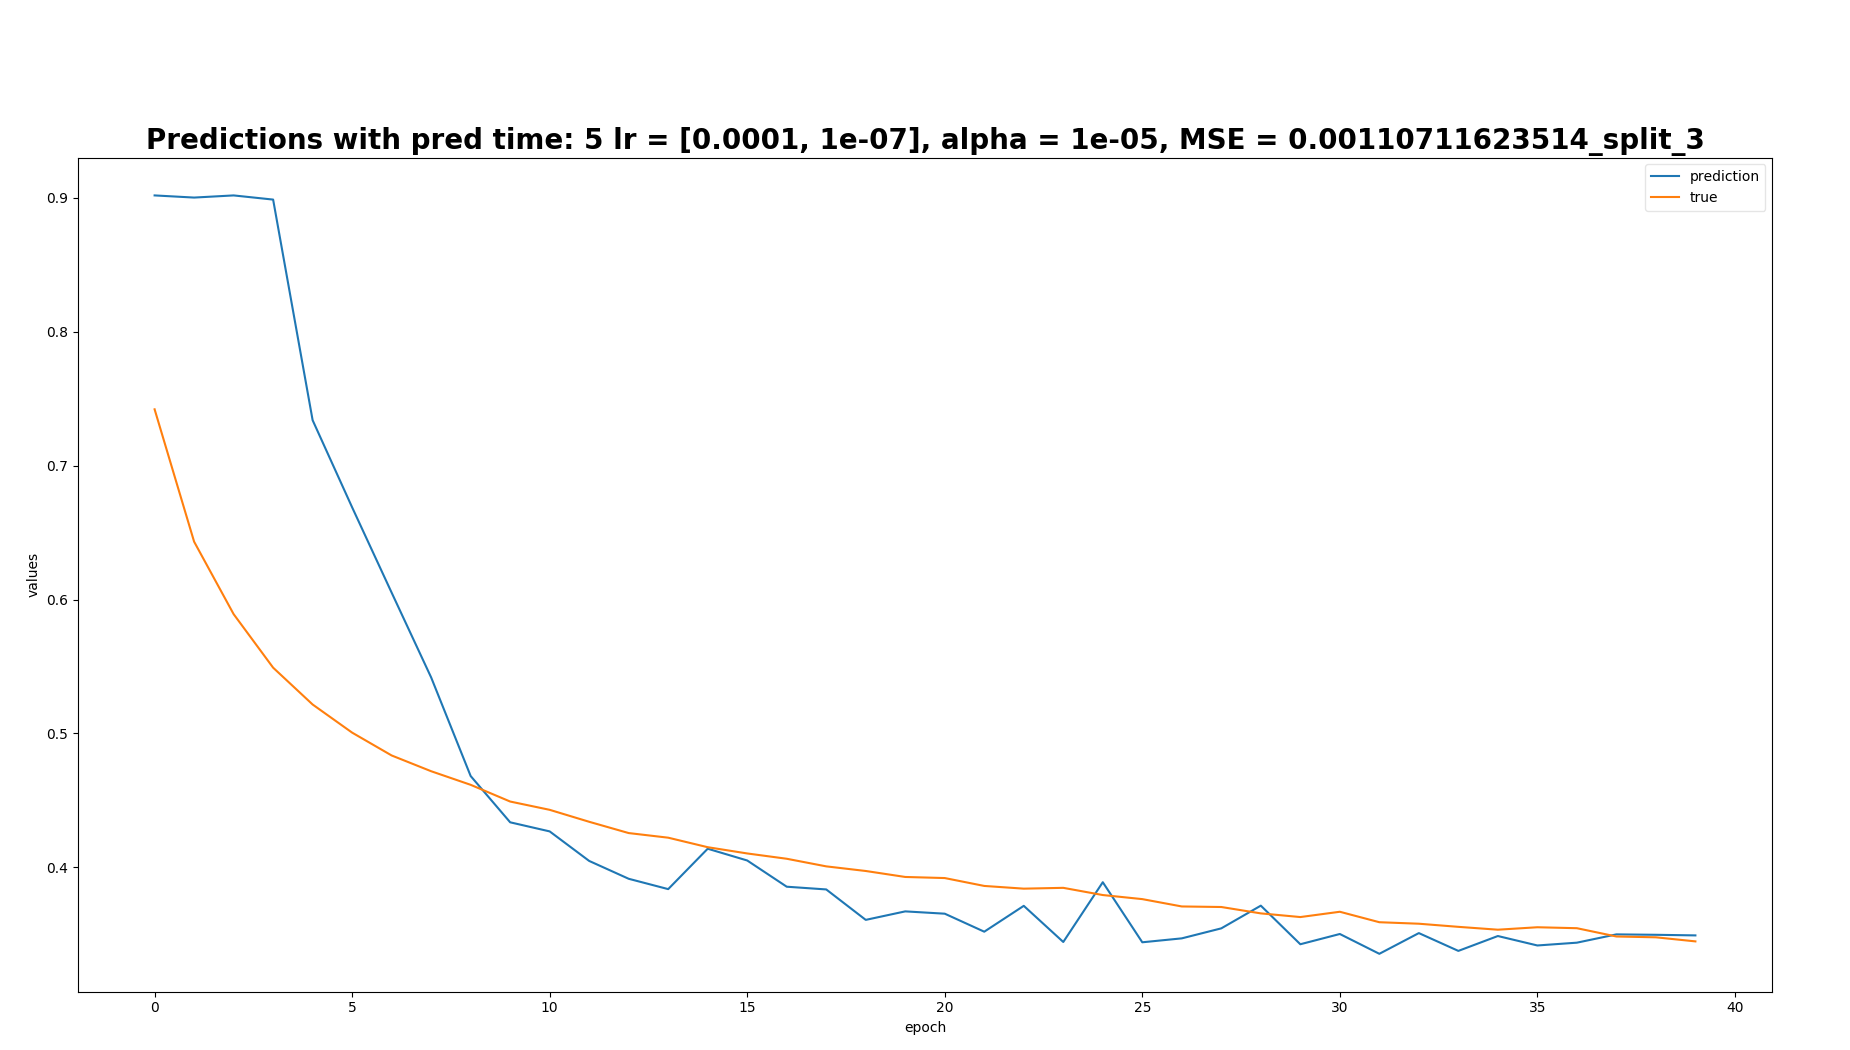 Predictions with pred time: 5 lr = [0.0001, 1e-07], alpha = 1e-05, MSE = 0.00110711623514_split_3
prediction
true
0.9
0.8
0.7
0.6
0.5
0.4
values
0 5 10 15 20 25 30 35 40
epoch